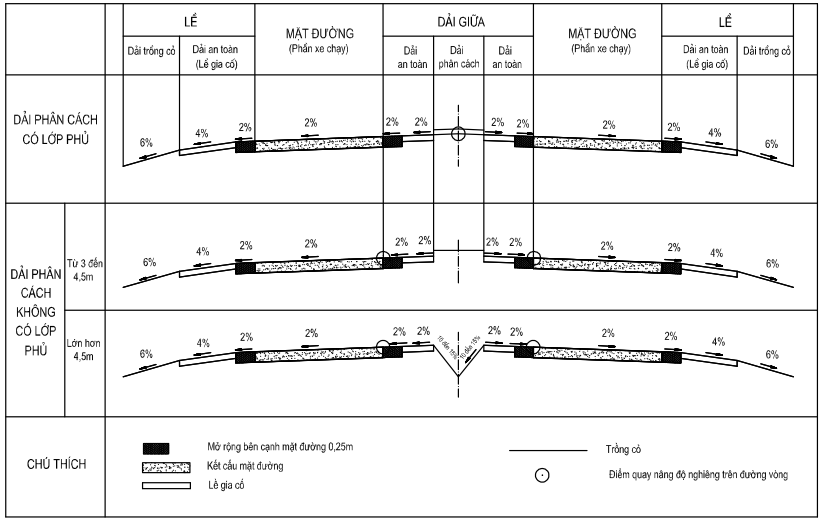 LỀ
MẶT ĐƯỜNG
DẢI GIỮA
MẶT ĐƯỜNG
LỀ
(Phần xe chạy)
(Phần xe chạy)
Dải trồng cỏ
Dải an toàn
(Lề gia cố)
Dải
an toàn
Dải
phân cách
Dải
an toàn
Dải an toàn
(Lề gia cố)
Dải trồng cỏ
DẢI PHÂN CÁCH
CÓ LỚP PHỦ
6% 4% 2% 2% 2% 2% 2% 2% 2% 2% 4% 6%
DẢI PHÂN
CÁCH
KHÔNG
CÓ LỚP
PHỦ
Từ 3 đến
4,5m
6% 4% 2% 2% 2% 2% 2% 2% 2% 2% 4% 6%
Lớn hơn
4,5m
6% 4% 2% 2% 2% 2% 10 đến 15% 10 đến 15% 2% 2% 2% 2% 4% 6%
CHÚ THÍCH
Mở rộng bên cạnh mặt đường 0,25m
Kết cấu mặt đường
Lề gia cố
Trồng cỏ
Điểm quay nâng độ nghiêng trên đường vòng